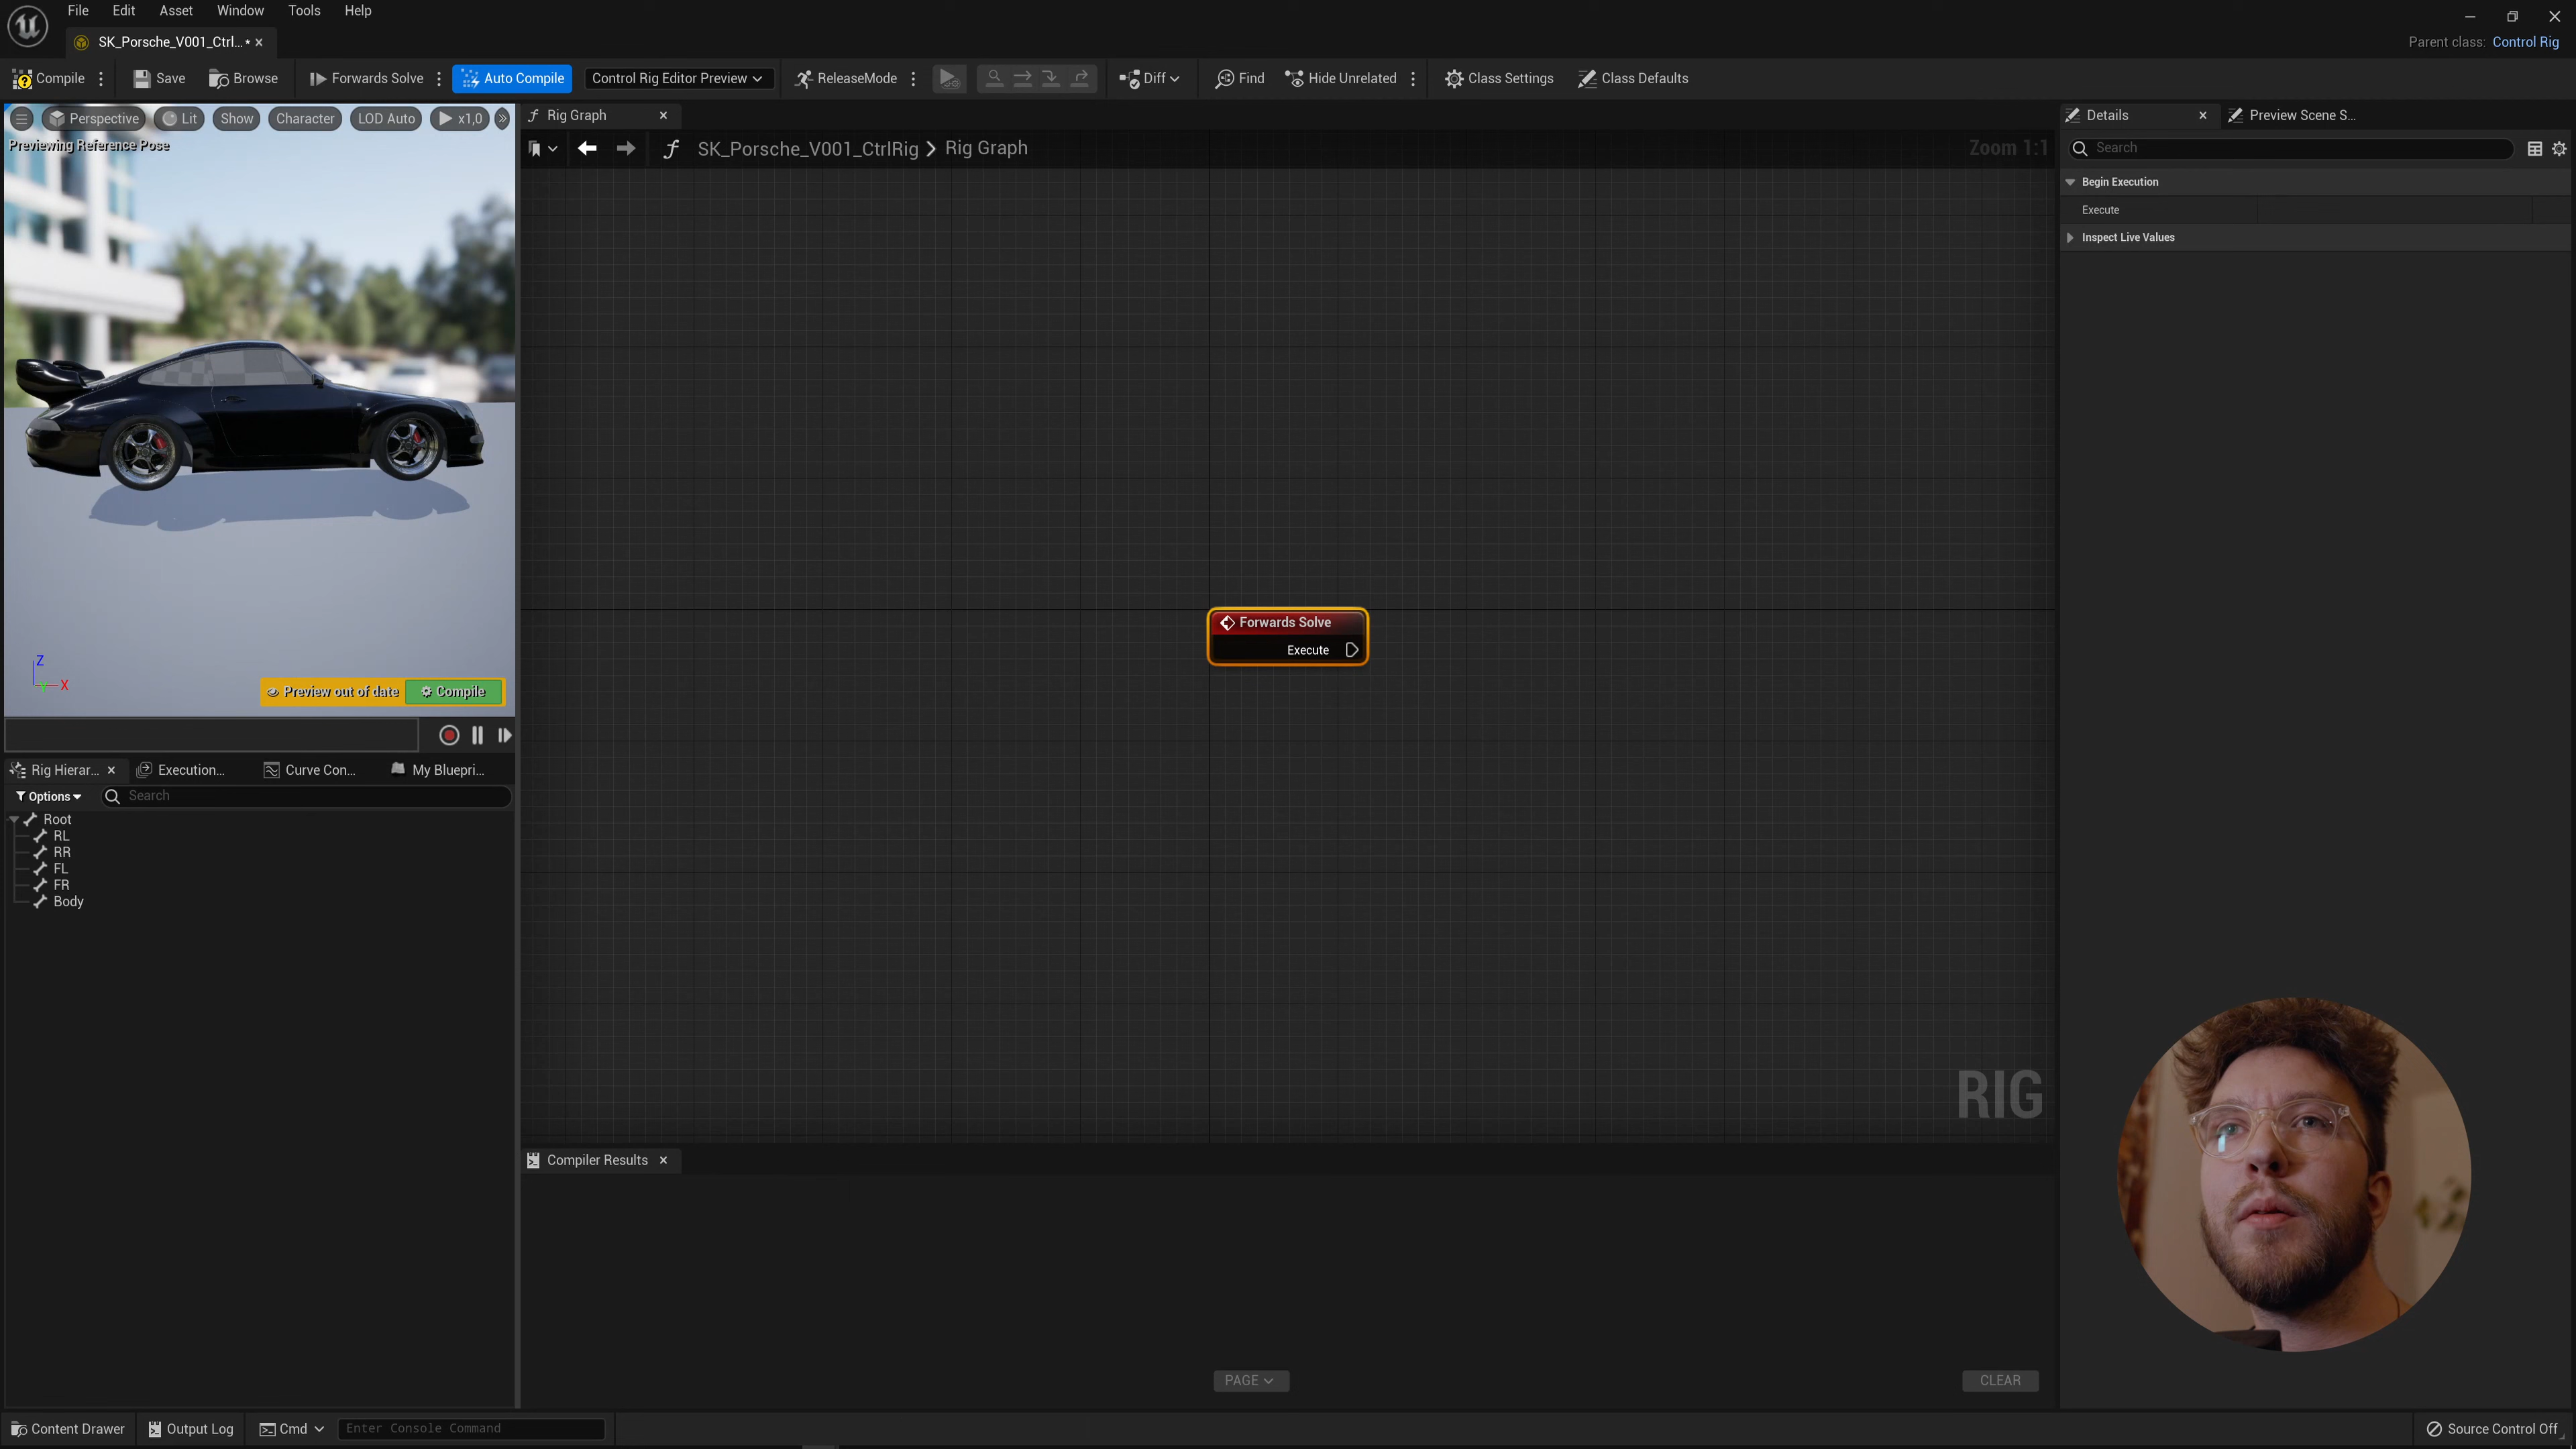 File Edit Asset Window Tools Help
SK_Porsche_V001_Ctrl... •
Parent class: Control Rig
Compile Save Browse Forwards Solve Auto Compile Control Rig Editor Preview ReleaseMode Diff Find Hide Unrelated Class Settings Class Defaults
Perspective Lit Show Character LOD Auto x1,0
Previewing Reference Pose
Rig Graph
SK_Porsche_V001_CtrlRig > Rig Graph
Zoom 1:1
Forwards Solve
Execute
RIG
Z
Y
X
Preview out of date Compile
Rig Hierar... Execution... Curve Con... My Bluepri...
Options Search
Root
RL
RR
FL
FR
Body
Compiler Results
PAGE CLEAR
Details Preview Scene S...
Search
Begin Execution
Execute
Inspect Live Values
Content Drawer Output Log Cmd Enter Console Command Source Control Off